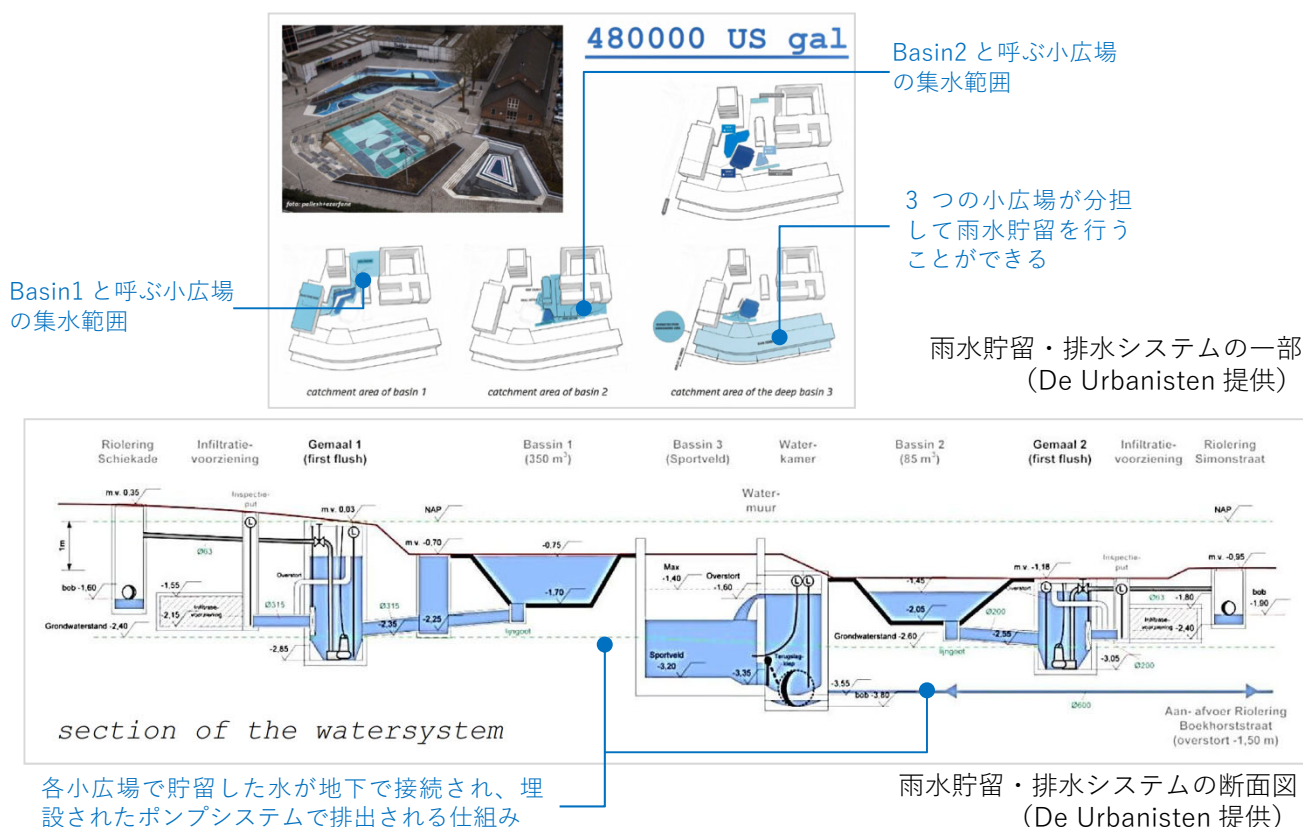 480000 US gal
Basin2 と呼ぶ小広場
の集水範囲
foto: pallesh+azarfane
3 つの小広場が分担
して雨水貯留を行う
ことができる
Basin1 と呼ぶ小広場
の集水範囲
catchment area of basin 1
catchment area of basin 2
catchment area of the deep basin 3
雨水貯留・排水システムの一部
(De Urbanisten 提供)
Riolering
Schiekade
Infiltratie-
voorziening
Gemaal 1
(first flush)
Bassin 1
(350 m³)
Bassin 3
(Sportveld)
Water-
kamer
Bassin 2
(85 m³)
Gemaal 2
(first flush)
Infiltratie-
voorziening
Riolering
Simonstraat
m.v. 0.35
Inspectie-
put
m.v. 0,03
NAP
Water-
muur
NAP
1m
Ø63
m.v. -0,70
-0,75
Max
-1,40
Overstort
-1,60
-1,45
m.v. -1,18
Inspectie-
put
m.v. -0,95
bob -1,60
-1,55
Overstort
-1,70
-2,05
Overstort
Ø63
-1,80
bob
-1,90
-2,15
Infiltratie-
voorziening
Ø315
Ø315
-2,25
Ø200
Infiltratie-
voorziening
-2,40
Grondwaterstand -2,40
-2,35
lijngoot
Grondwaterstand -2.60
-2,55
lijngoot
-2.85
Sportveld
-3,20
-3,35
Terugslag-
klep
-3,05
Ø200
-3.55
bob -3.80
Ø600
section of the watersystem
Aan- afvoer Riolering
Boekhorststraat
(overstort -1,50 m)
各小広場で貯留した水が地下で接続され、埋
設されたポンプシステムで排出される仕組み
雨水貯留・排水システムの断面図
(De Urbanisten 提供)